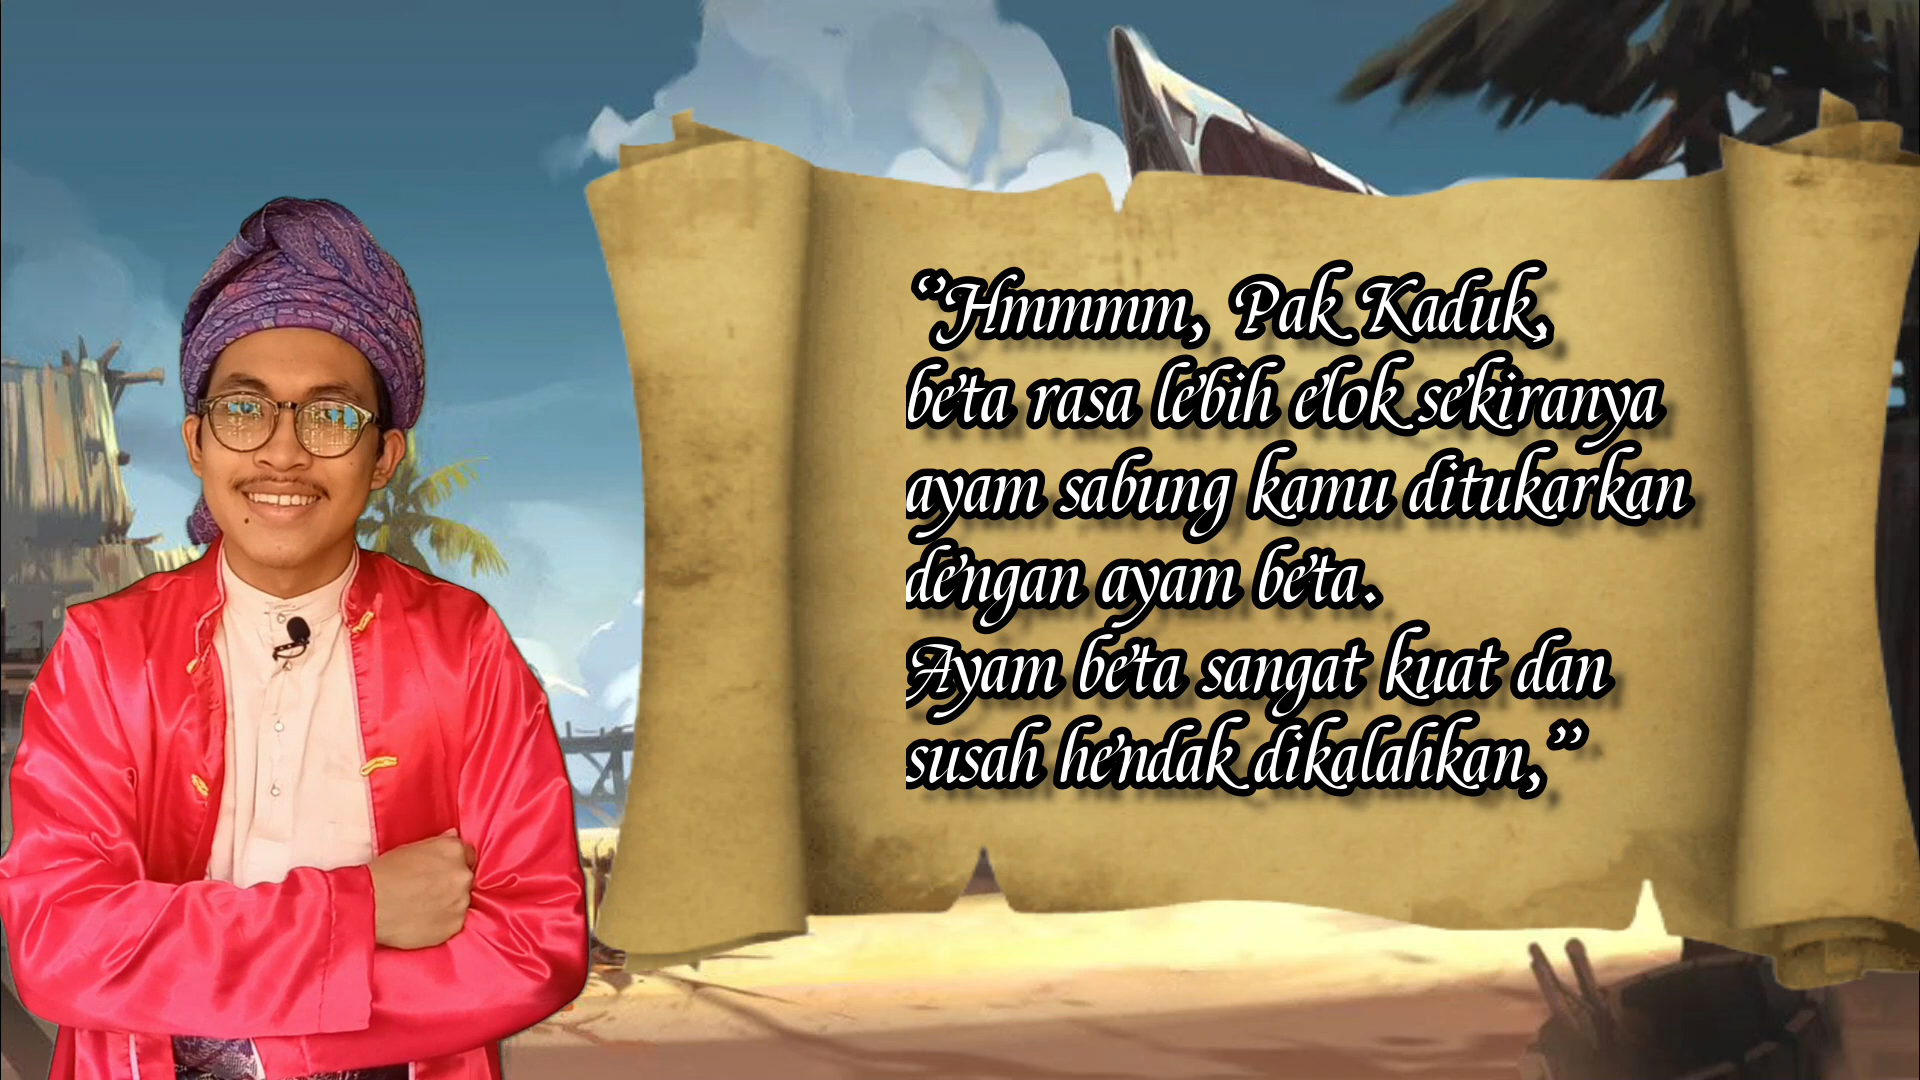 “Hmmmm, Pak Kaduk,
beta rasa lebih elok sekiranya
ayam sabung kamu ditukarkan
dengan ayam beta.
Ayam beta sangat kuat dan
susah hendak dikalahkan,”